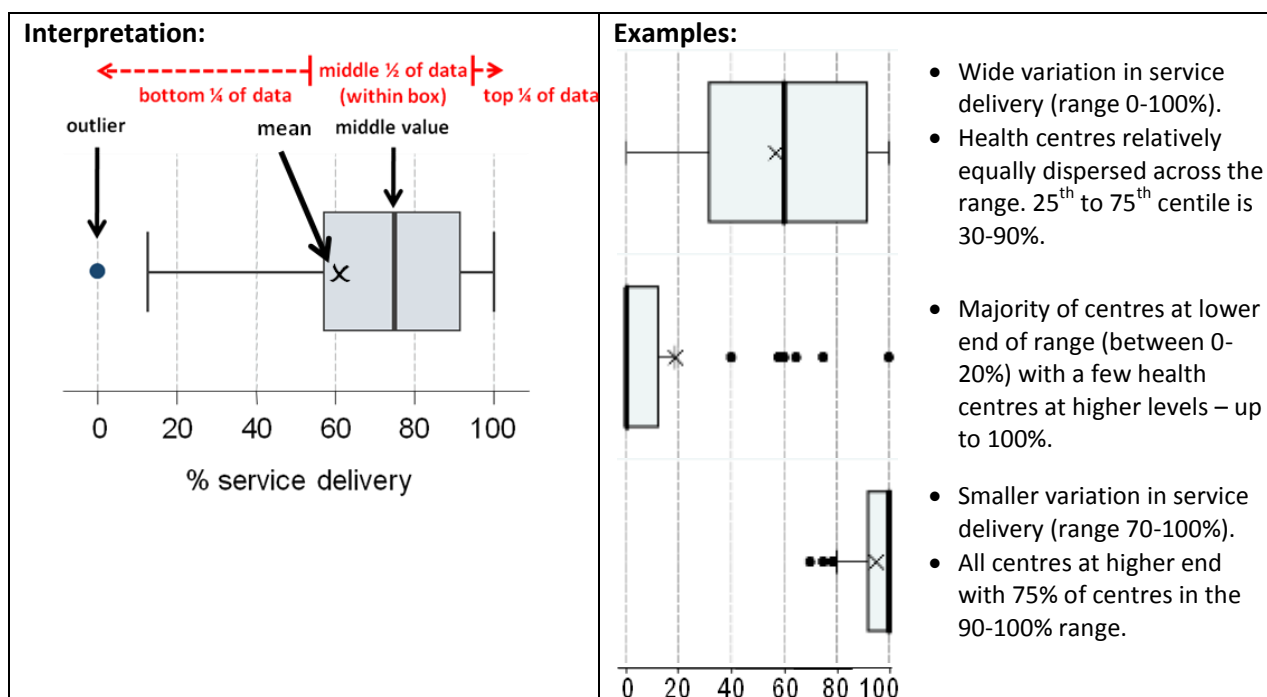 Interpretation:
middle ½ of data
(within box)
bottom ¼ of data
top ¼ of data
outlier
mean
middle value
0 20 40 60 80 100
% service delivery
Examples:
• Wide variation in service
delivery (range 0-100%).
• Health centres relatively
equally dispersed across the
range. 25th to 75th centile is
30-90%.
• Majority of centres at lower
end of range (between 0-
20%) with a few health
centres at higher levels – up
to 100%.
• Smaller variation in service
delivery (range 70-100%).
• All centres at higher end
with 75% of centres in the
90-100% range.
0 20 40 60 80 100